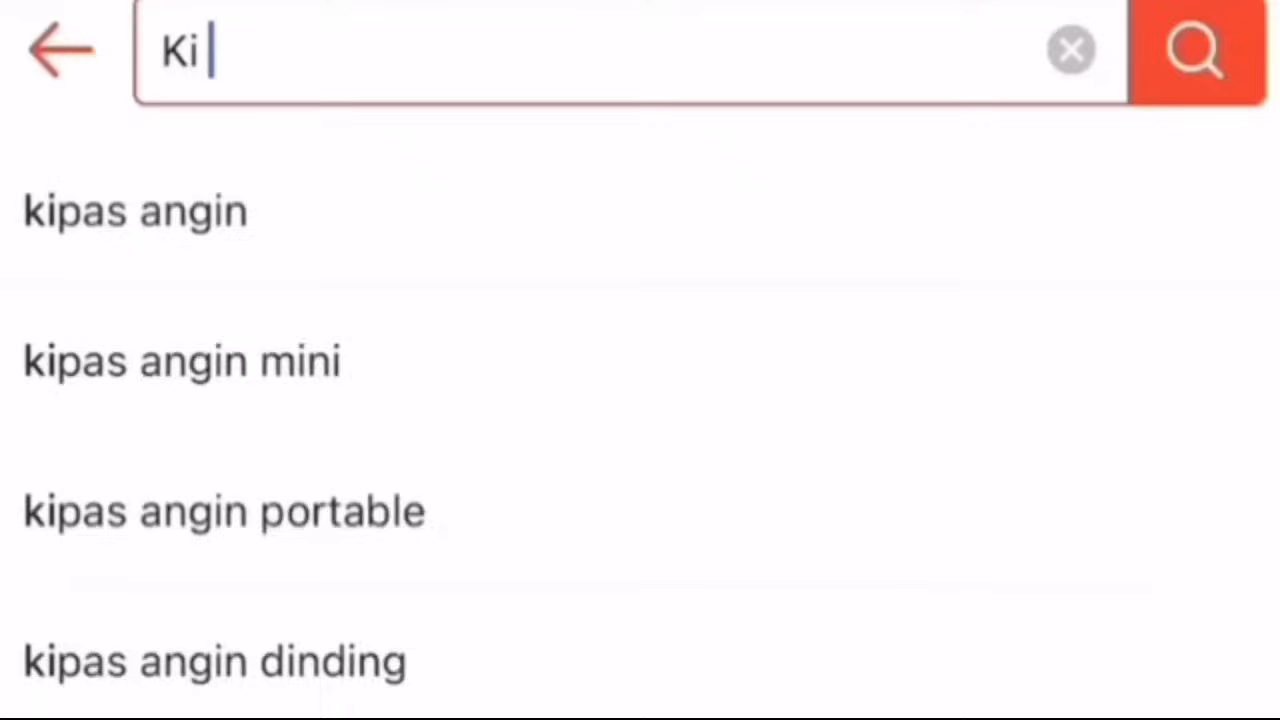 Ki
kipas angin
kipas angin mini
kipas angin portable
kipas angin dinding